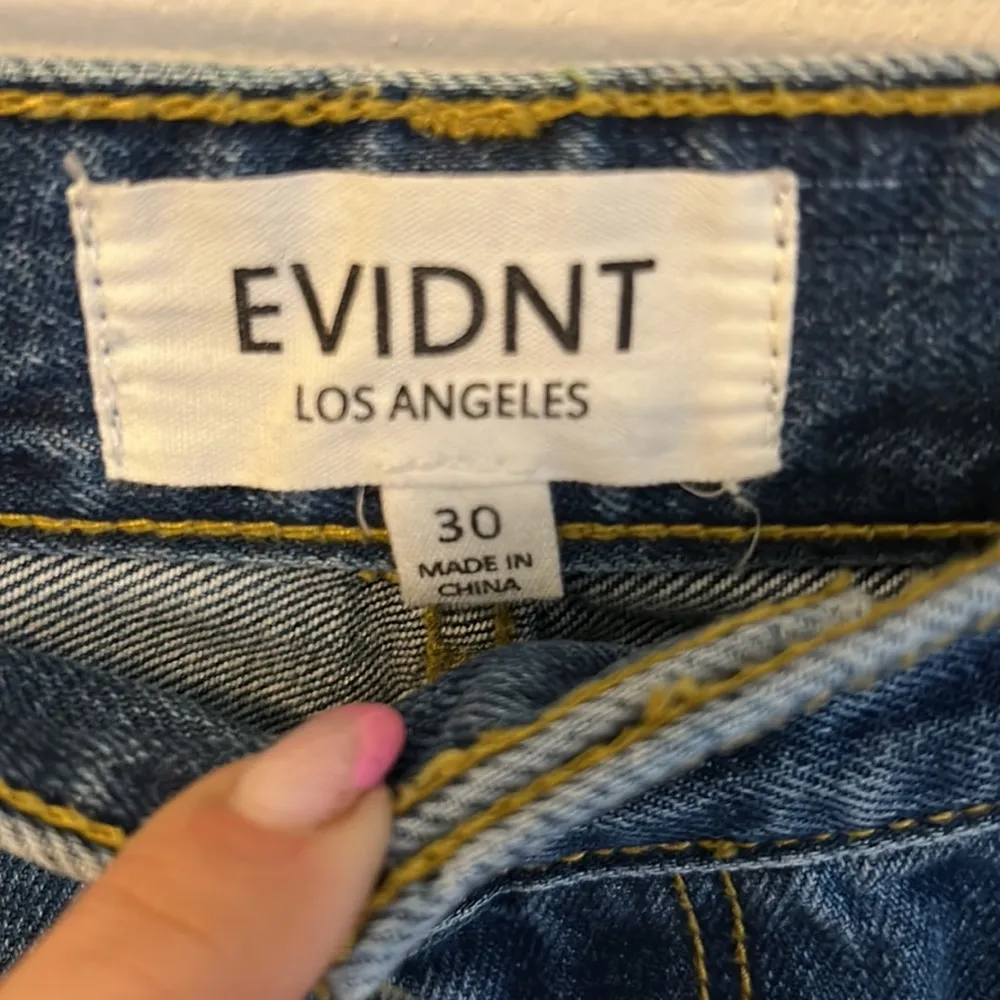 EVIDNT
LOS ANGELES
30
MADE IN
CHINA